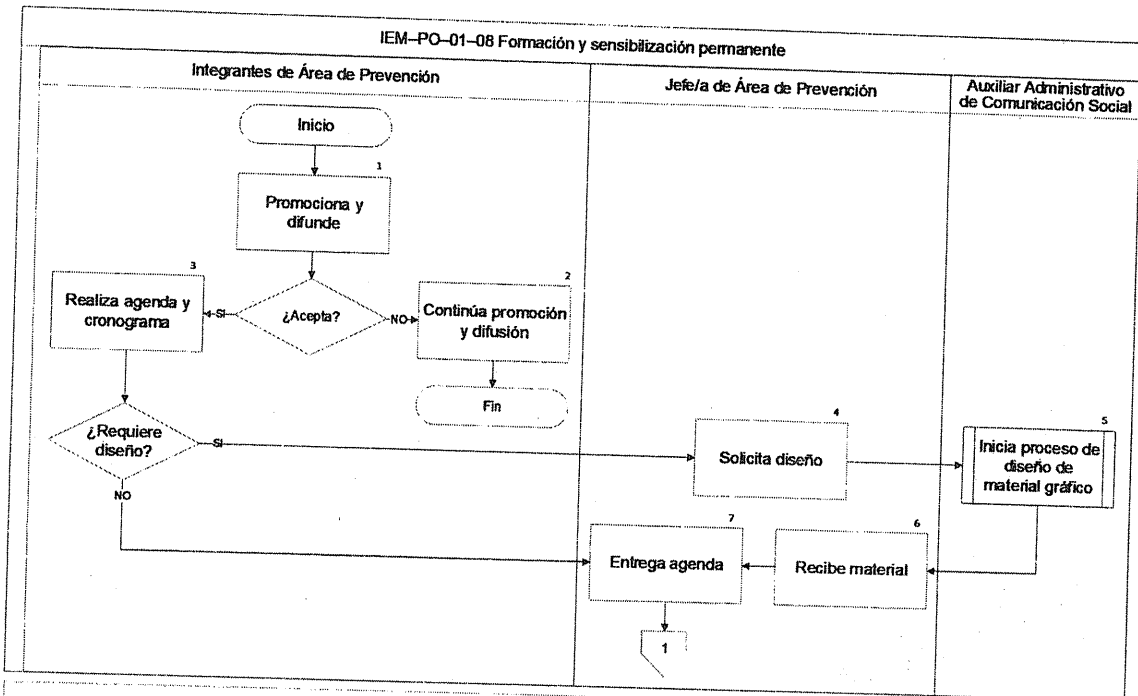 IEM–PO–01–08 Formación y sensibilización permanente
Integrantes de Área de Prevención
Jefe/a de Área de Prevención
Auxiliar Administrativo
de Comunicación Social
Inicio
1
Promociona y
difunde
¿Acepta?
SI
NO
3
Realiza agenda y
cronograma
2
Continúa promoción
y difusión
Fin
¿Requiere
diseño?
SI
NO
4
Solicita diseño
5
Inicia proceso de
diseño de
material gráfico
6
Recibe material
7
Entrega agenda
1